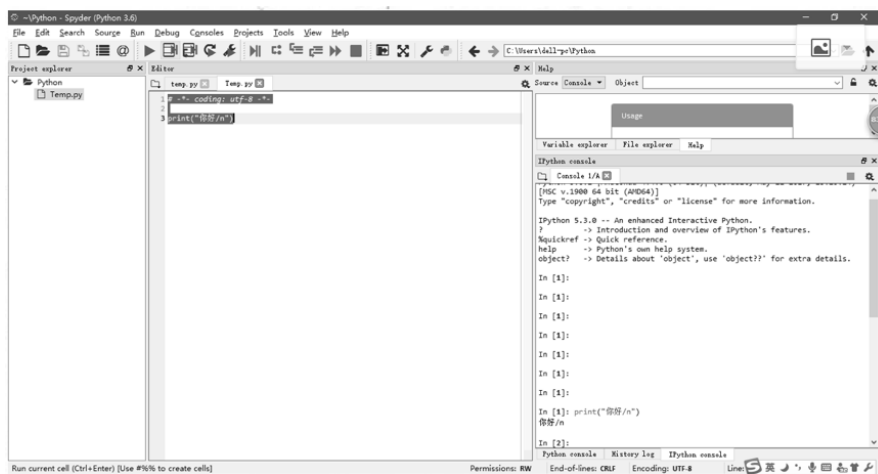 ~\Python - Spyder (Python 3.6)
File Edit Search Source Run Debug Consoles Projects Tools View Help
C:\Users\dell-pc\Python
Project explorer
Editor
Help
Python
Temp.py
temp.py
Temp.py
Source Console Object
1 # -*- coding: utf-8 -*-
2
3 print("你好/n")
Usage
Variable explorer File explorer Help
IPython console
Console 1/A
[MSC v.1900 64 bit (AMD64)]
Type "copyright", "credits" or "license" for more information.
IPython 5.3.0 -- An enhanced Interactive Python.
? -> Introduction and overview of IPython's features.
%quickref -> Quick reference.
help -> Python's own help system.
object? -> Details about 'object', use 'object??' for extra details.
In [1]:
In [1]:
In [1]:
In [1]:
In [1]:
In [1]:
In [1]:
In [1]: print("你好/n")
你好/n
In [2]:
Python console History log IPython console
Run current cell (Ctrl+Enter) [Use #%% to create cells]
Permissions: RW End-of-lines: CRLF Encoding: UTF-8 Line:
英